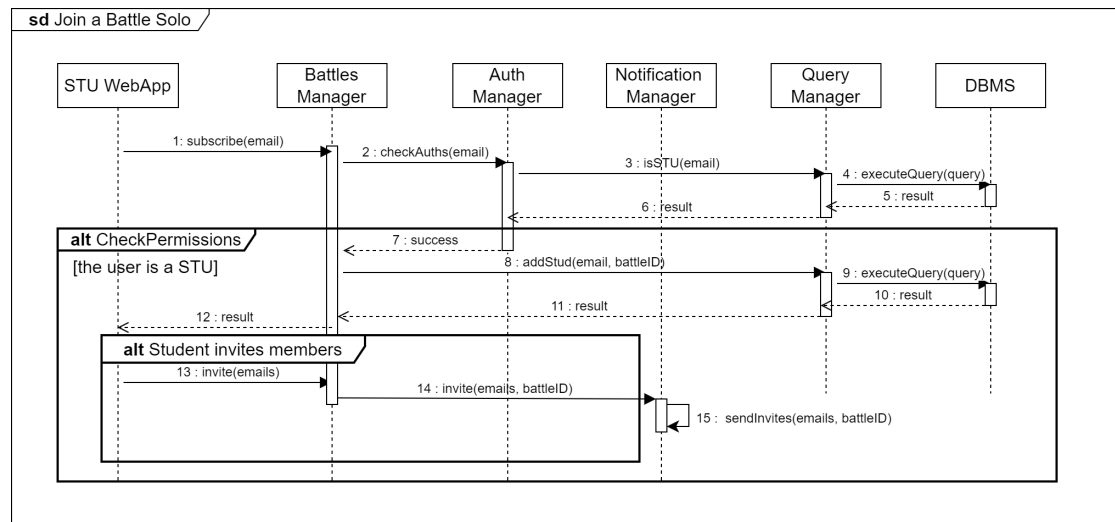 sd Join a Battle Solo
STU WebApp
Battles
Manager
Auth
Manager
Notification
Manager
Query
Manager
DBMS
1: subscribe(email)
2 : checkAuths(email)
3 : isSTU(email)
4 : executeQuery(query)
5 : result
6 : result
alt CheckPermissions
7 : success
[the user is a STU]
8 : addStud(email, battleID)
9 : executeQuery(query)
10 : result
11 : result
12 : result
alt Student invites members
13 : invite(emails)
14 : invite(emails, battleID)
15 : sendInvites(emails, battleID)